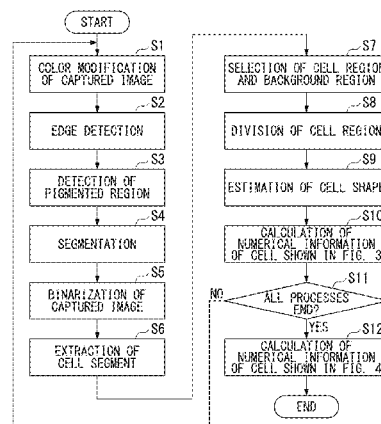 START
S1
COLOR MODIFICATION
OF CAPTURED IMAGE
S2
EDGE DETECTION
S3
DETECTION OF
PIGMENTED REGION
S4
SEGMENTATION
S5
BINARIZATION OF
CAPTURED IMAGE
S6
EXTRACTION OF
CELL SEGMENT
S7
SELECTION OF CELL REGION
AND BACKGROUND REGION
S8
DIVISION OF CELL REGION
S9
ESTIMATION OF CELL SHAPE
S10
CALCULATION OF
NUMERICAL INFORMATION
OF CELL SHOWN IN FIG. 3
S11
ALL PROCESSES
END?
NO
YES
S12
CALCULATION OF
NUMERICAL INFORMATION
OF CELL SHOWN IN FIG. 4
END